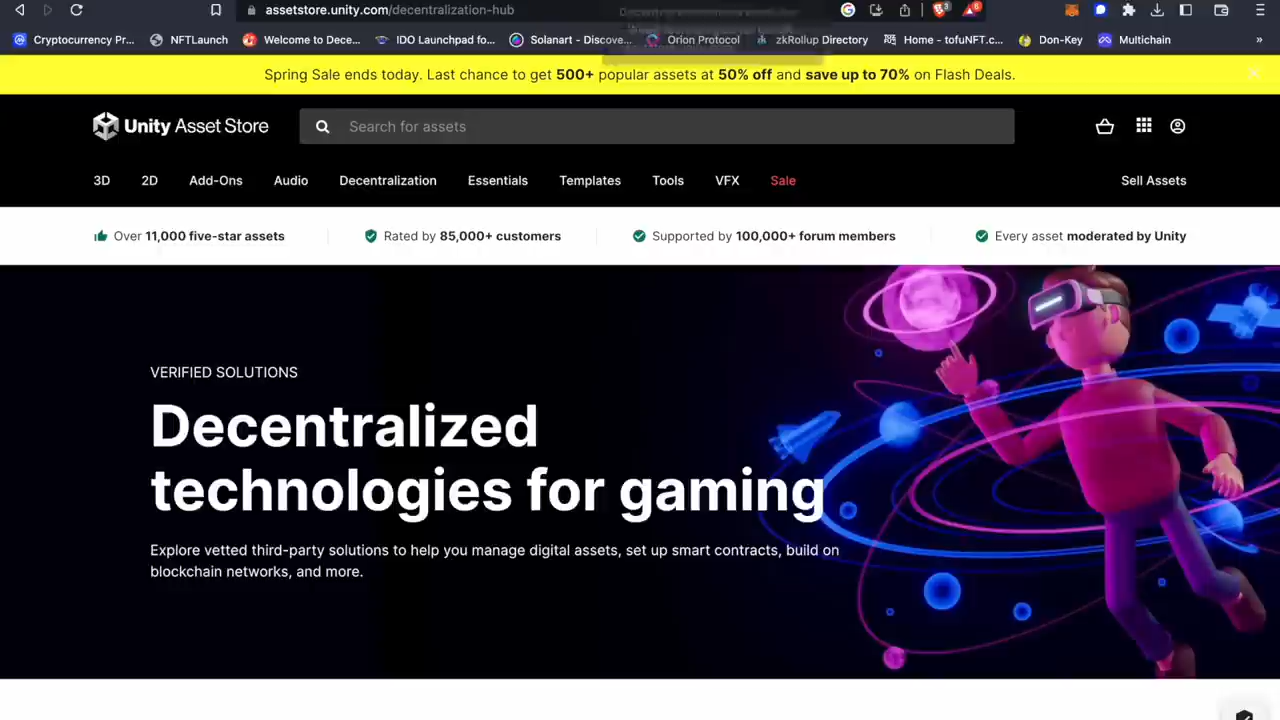 assetstore.unity.com/decentralization-hub
3
6
Cryptocurrency Pr...
NFTLaunch
Welcome to Dece...
IDO Launchpad fo...
Solanart - Discove...
Orion Protocol
zkRollup Directory
Home - tofuNFT.c...
Don-Key
Multichain
»
Spring Sale ends today. Last chance to get 500+ popular assets at 50% off and save up to 70% on Flash Deals.
Unity Asset Store
Search for assets
3D
2D
Add-Ons
Audio
Decentralization
Essentials
Templates
Tools
VFX
Sale
Sell Assets
Over 11,000 five-star assets
Rated by 85,000+ customers
Supported by 100,000+ forum members
Every asset moderated by Unity
VERIFIED SOLUTIONS
Decentralized
technologies for gaming
Explore vetted third-party solutions to help you manage digital assets, set up smart contracts, build on
blockchain networks, and more.